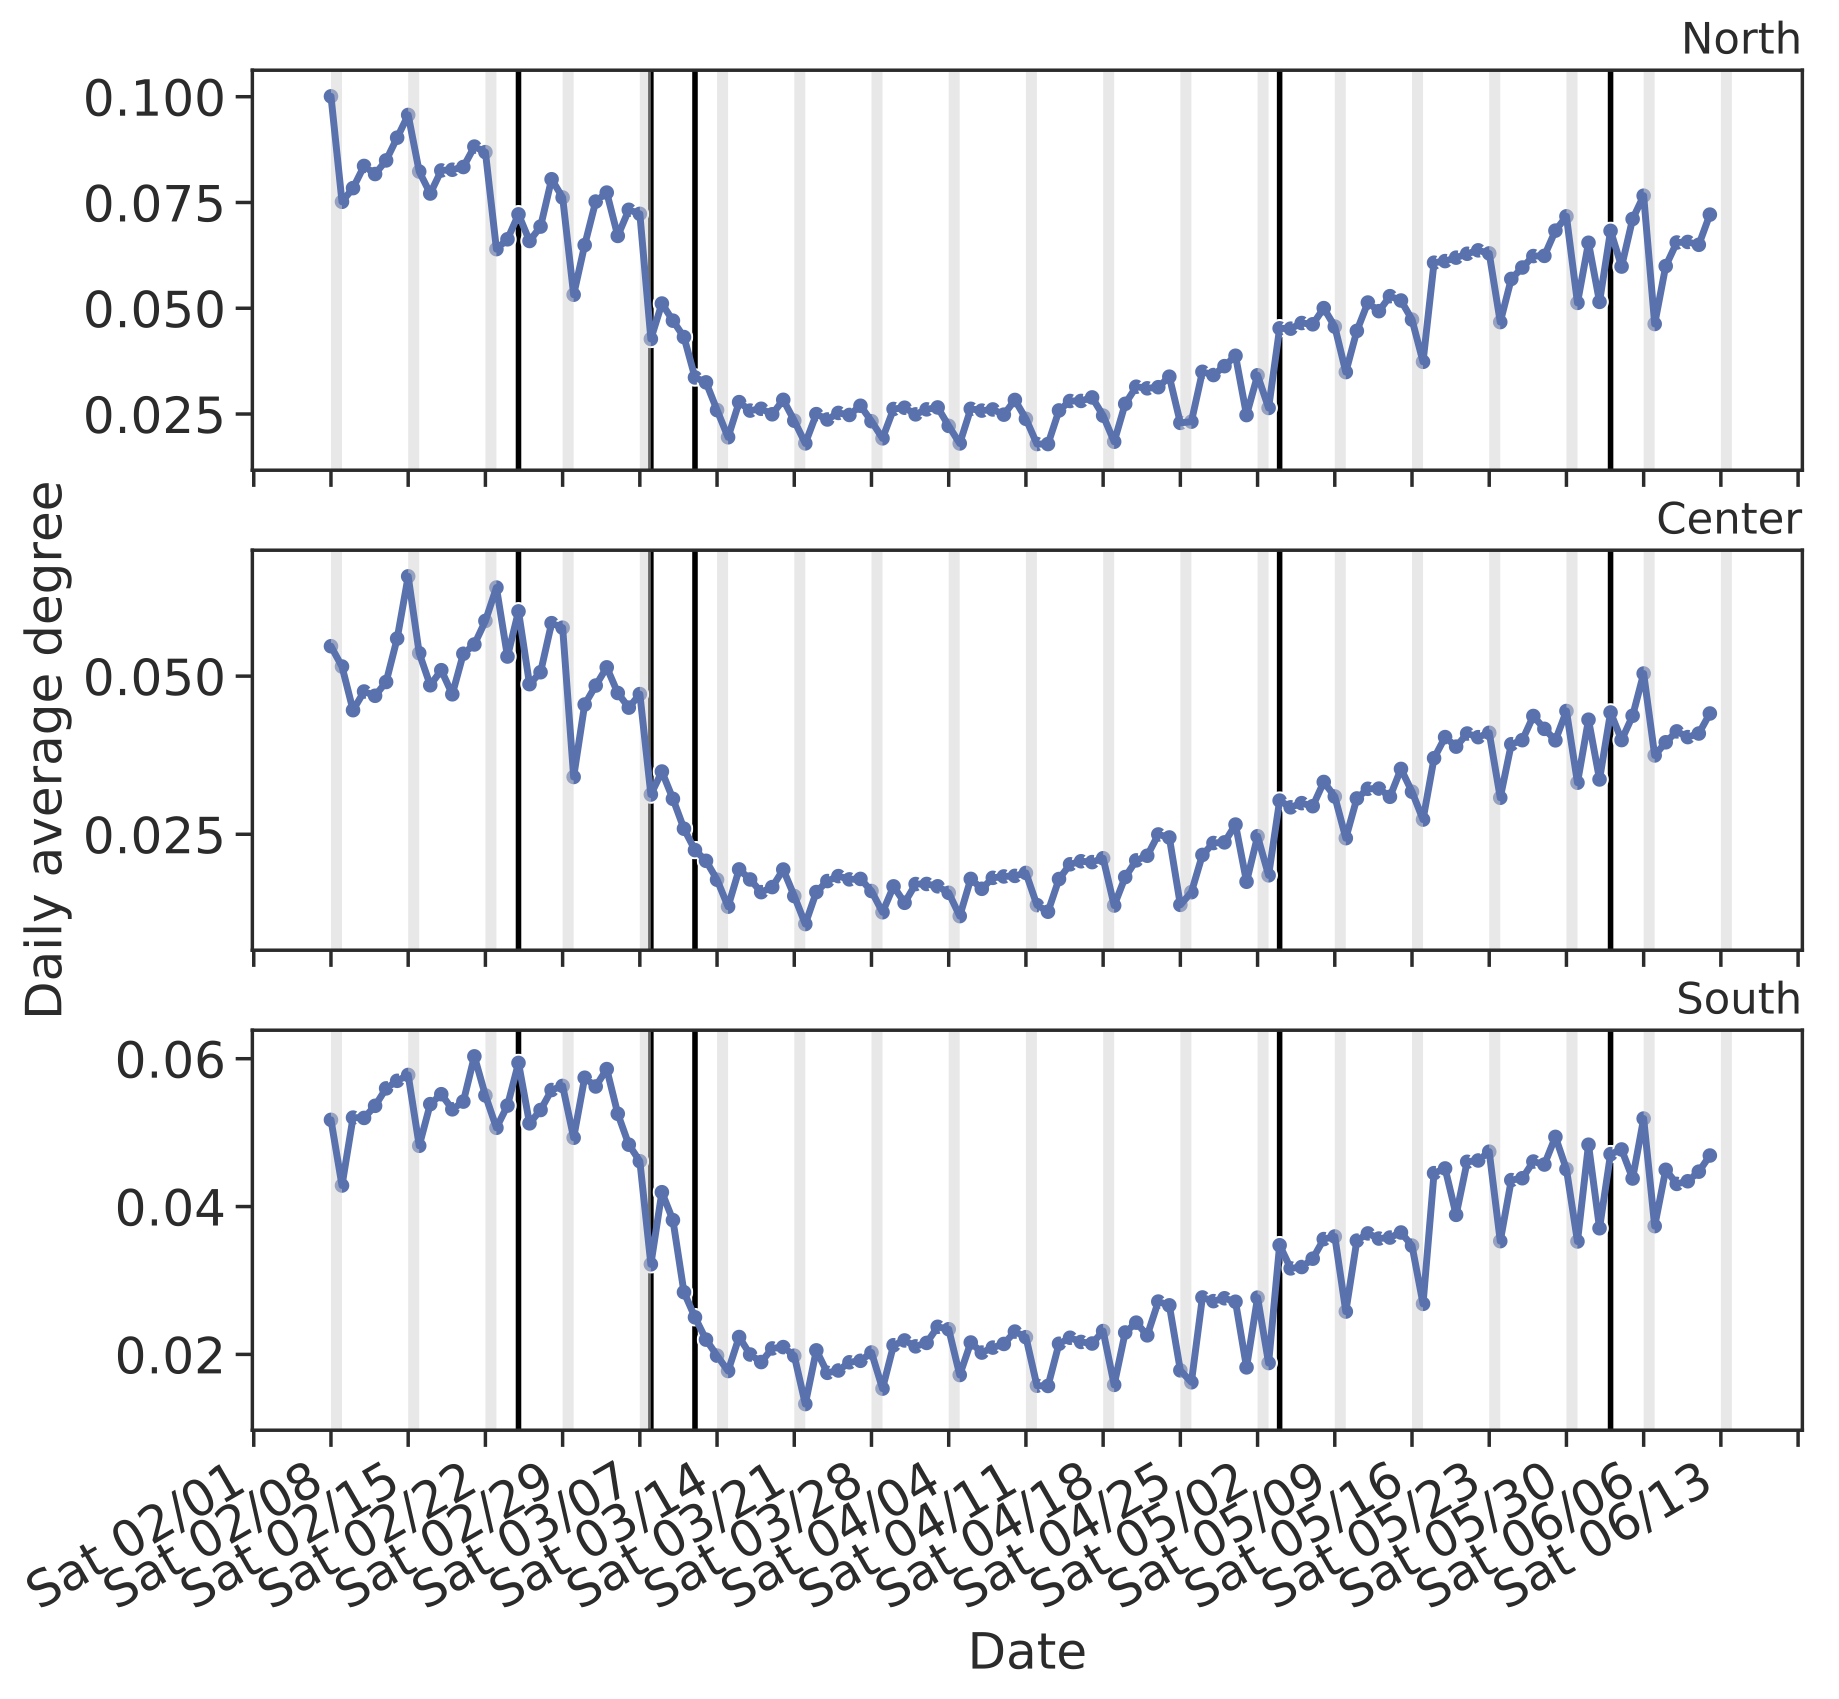 North
0.100
0.075
0.050
0.025
Center
0.050
0.025
Daily average degree
South
0.06
0.04
0.02
Sat 02/01
Sat 02/08
Sat 02/15
Sat 02/22
Sat 02/29
Sat 03/07
Sat 03/14
Sat 03/21
Sat 03/28
Sat 04/04
Sat 04/11
Sat 04/18
Sat 04/25
Sat 05/02
Sat 05/09
Sat 05/16
Sat 05/23
Sat 05/30
Sat 06/06
Sat 06/13
Date